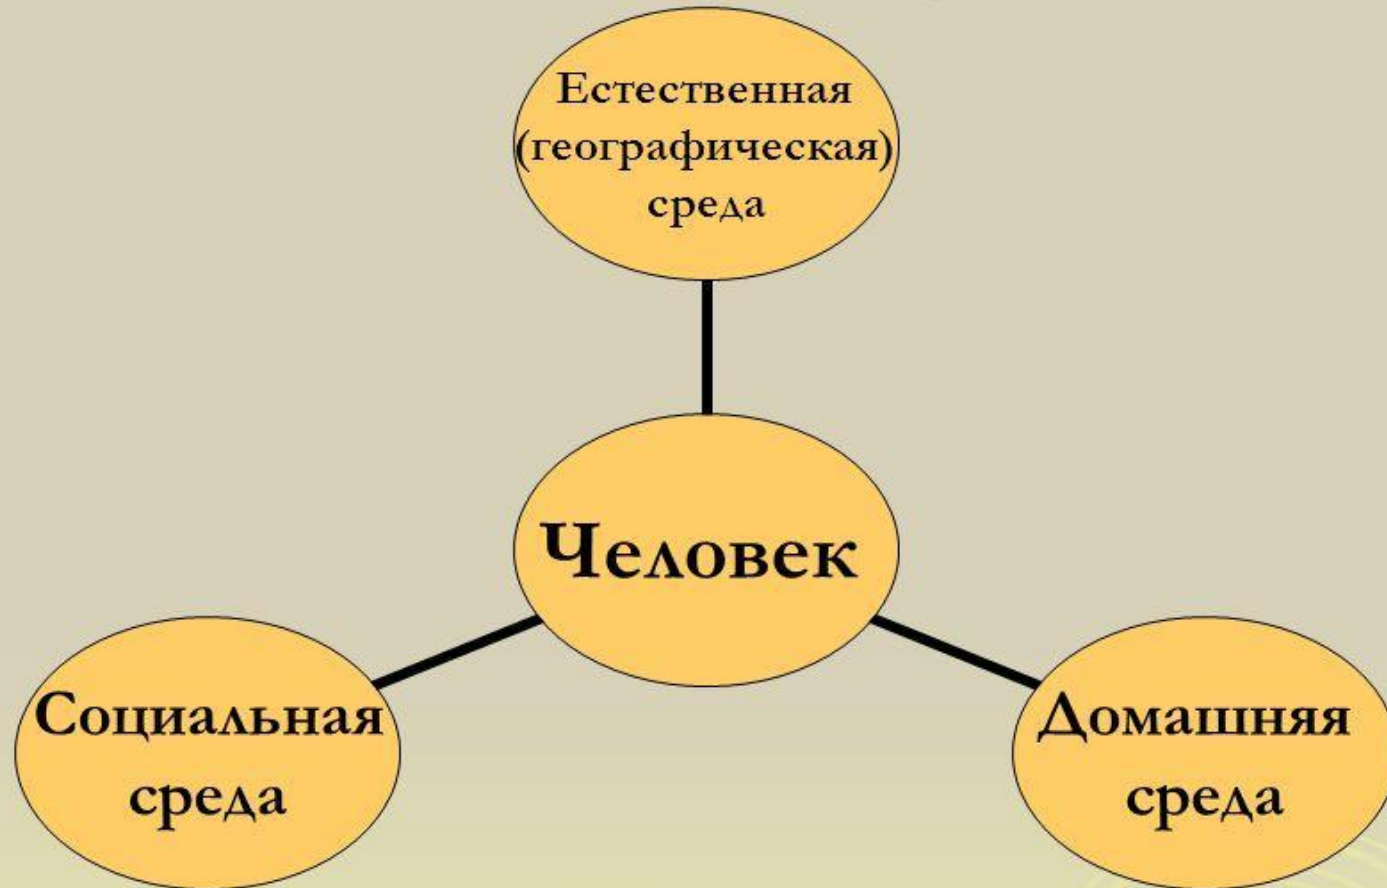 Естественная
(географическая)
среда
Человек
Социальная
среда
Домашняя
среда